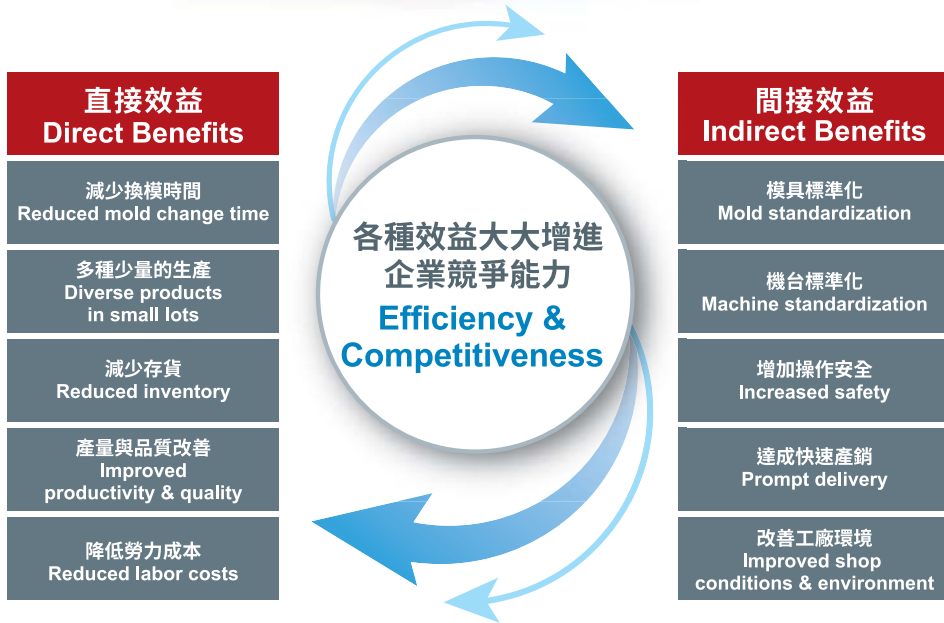 直接效益
Direct Benefits
減少換模時間
Reduced mold change time
多種少量的生產
Diverse products
in small lots
減少存貨
Reduced inventory
產量與品質改善
Improved
productivity & quality
降低勞力成本
Reduced labor costs
各種效益大大增進
企業競爭能力
Efficiency &
Competitiveness
間接效益
Indirect Benefits
模具標準化
Mold standardization
機台標準化
Machine standardization
增加操作安全
Increased safety
達成快速產銷
Prompt delivery
改善工廠環境
Improved shop
conditions & environment